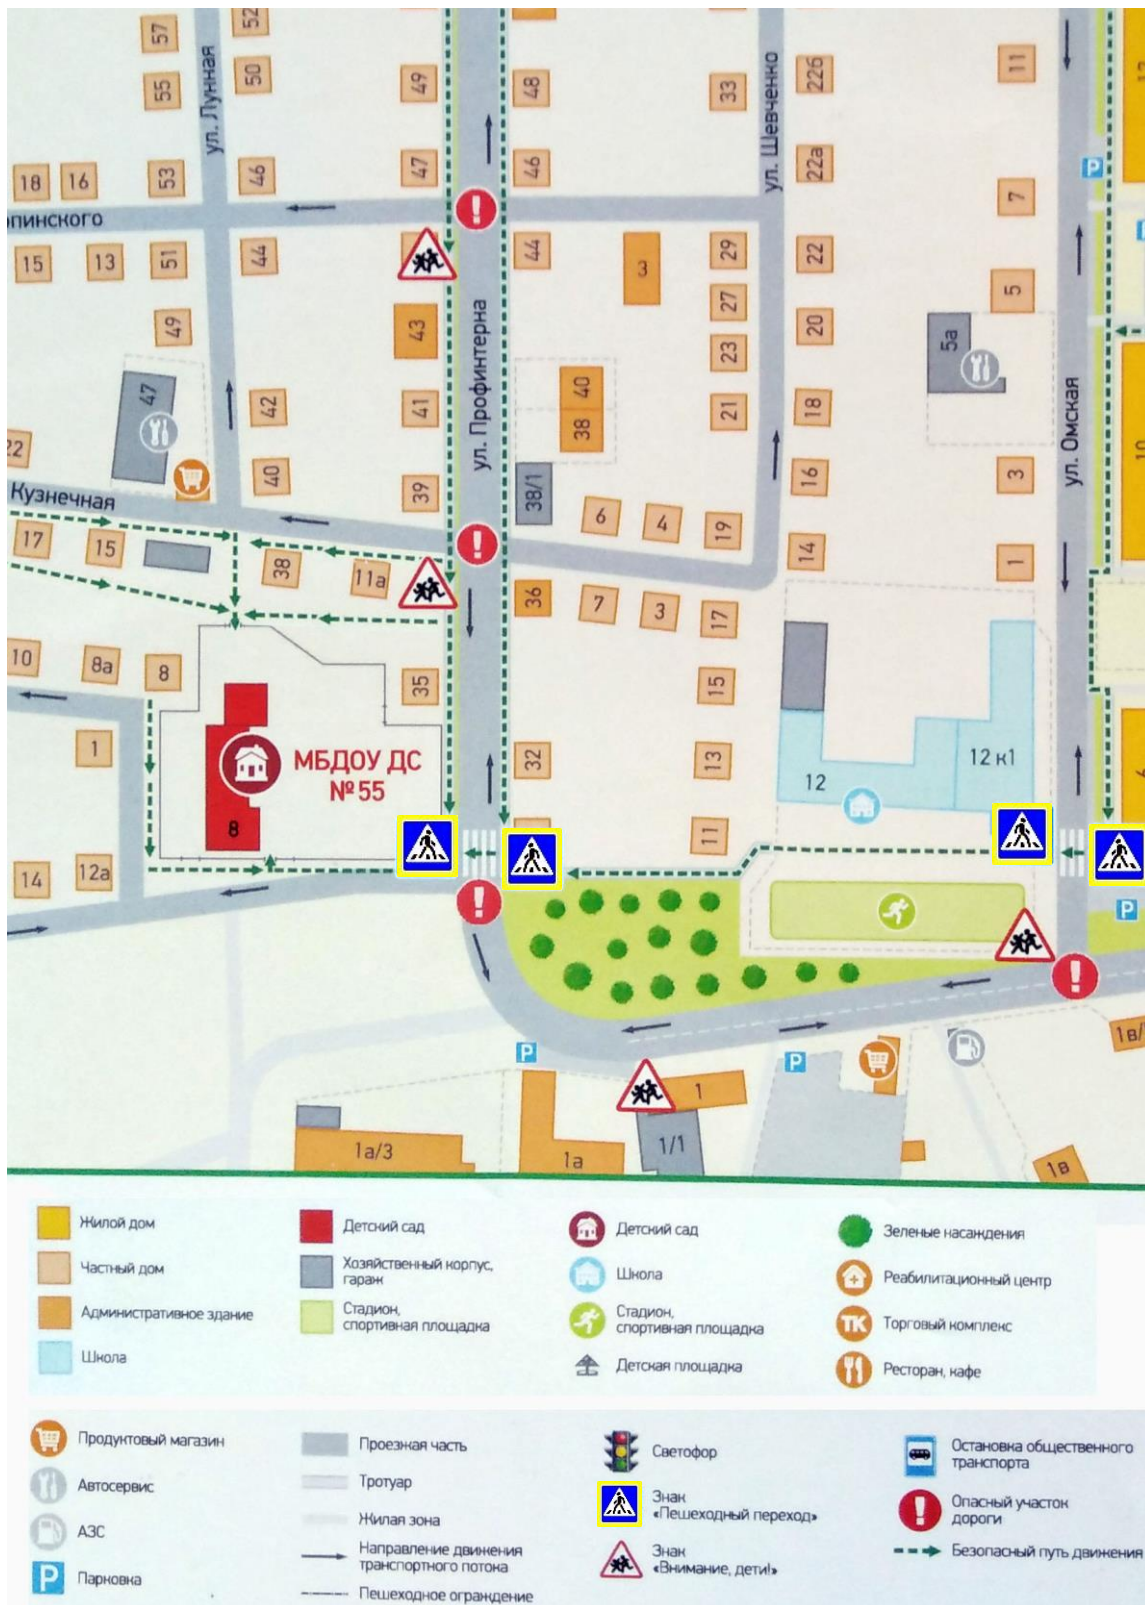 57
52
ул. Лунная
55
50
49
48
33
ул. Шевченко
22б
11
18
16
53
46
47
46
22а
7
P
15
13
51
44
44
3
29
22
5
49
43
ул. Профинтерна
27
20
5а
47
42
41
40
38
23
21
18
ул. Омская
22
40
39
38/1
16
3
10
Кузнечная
6
4
19
14
1
17
15
38
11а
36
7
3
17
10
8а
8
35
15
1
МБДОУ ДС
№ 55
32
13
12
12 к1
6
8
11
14
12а
P
P
P
1в/
1
1/1
1а/3
1а
1в
Жилой дом
Частный дом
Административное здание
Школа
Детский сад
Хозяйственный корпус,
гараж
Стадион,
спортивная площадка
Детский сад
Школа
Стадион,
спортивная площадка
Детская площадка
Зеленые насаждения
Реабилитационный центр
ТК Торговый комплекс
Ресторан, кафе
Продуктовый магазин
Автосервис
АЗС
P Парковка
Проезжая часть
Тротуар
Жилая зона
Направление движения
транспортного потока
Пешеходное ограждение
Светофор
Знак
«Пешеходный переход»
Знак
«Внимание, дети!»
Остановка общественного
транспорта
Опасный участок
дороги
Безопасный путь движения